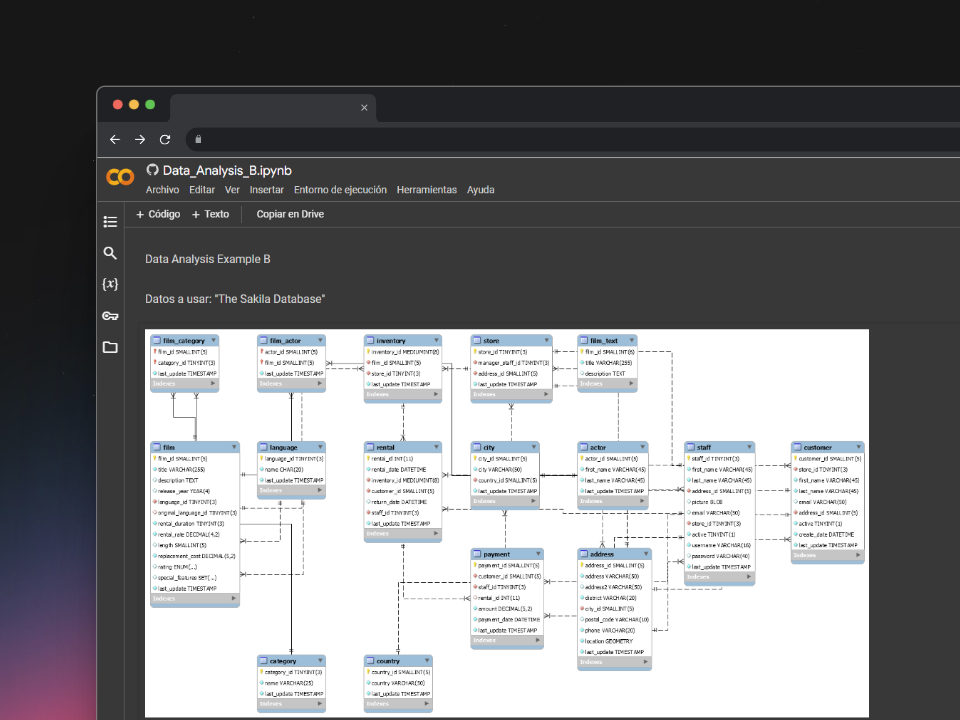 Data_Analysis_B.ipynb
Archivo Editar Ver Insertar Entorno de ejecución Herramientas Ayuda
+ Código + Texto Copiar en Drive
Data Analysis Example B
{x}
Datos a usar: "The Sakila Database"
film_category
film_id SMALLINT(5)
category_id TINYINT(3)
last_update TIMESTAMP
Indexes
film_actor
actor_id SMALLINT(5)
film_id SMALLINT(5)
last_update TIMESTAMP
Indexes
inventory
inventory_id MEDIUMINT(8)
film_id SMALLINT(5)
store_id TINYINT(3)
last_update TIMESTAMP
Indexes
store
store_id TINYINT(3)
manager_staff_id TINYINT(3)
address_id SMALLINT(5)
last_update TIMESTAMP
Indexes
film_text
film_id SMALLINT(5)
title VARCHAR(255)
description TEXT
Indexes
film
film_id SMALLINT(5)
title VARCHAR(255)
description TEXT
release_year YEAR(4)
language_id TINYINT(3)
original_language_id TINYINT(3)
rental_duration TINYINT(3)
rental_rate DECIMAL(4,2)
length SMALLINT(5)
replacement_cost DECIMAL(5,2)
rating ENUM(...)
special_features SET(...)
last_update TIMESTAMP
Indexes
language
language_id TINYINT(3)
name CHAR(20)
last_update TIMESTAMP
Indexes
rental
rental_id INT(11)
rental_date DATETIME
inventory_id MEDIUMINT(8)
customer_id SMALLINT(5)
return_date DATETIME
staff_id TINYINT(3)
last_update TIMESTAMP
Indexes
city
city_id SMALLINT(5)
city VARCHAR(50)
country_id SMALLINT(5)
last_update TIMESTAMP
Indexes
actor
actor_id SMALLINT(5)
first_name VARCHAR(45)
last_name VARCHAR(45)
last_update TIMESTAMP
Indexes
staff
staff_id TINYINT(3)
first_name VARCHAR(45)
last_name VARCHAR(45)
address_id SMALLINT(5)
picture BLOB
email VARCHAR(50)
store_id TINYINT(3)
active TINYINT(1)
username VARCHAR(16)
password VARCHAR(40)
last_update TIMESTAMP
Indexes
customer
customer_id SMALLINT(5)
store_id TINYINT(3)
first_name VARCHAR(45)
last_name VARCHAR(45)
email VARCHAR(50)
address_id SMALLINT(5)
active TINYINT(1)
create_date DATETIME
last_update TIMESTAMP
Indexes
payment
payment_id SMALLINT(5)
customer_id SMALLINT(5)
staff_id TINYINT(3)
rental_id INT(11)
amount DECIMAL(5,2)
payment_date DATETIME
last_update TIMESTAMP
Indexes
address
address_id SMALLINT(5)
address VARCHAR(50)
address2 VARCHAR(50)
district VARCHAR(20)
city_id SMALLINT(5)
postal_code VARCHAR(10)
phone VARCHAR(20)
location GEOMETRY
last_update TIMESTAMP
Indexes
category
category_id TINYINT(3)
name VARCHAR(25)
last_update TIMESTAMP
Indexes
country
country_id SMALLINT(5)
country VARCHAR(50)
last_update TIMESTAMP
Indexes